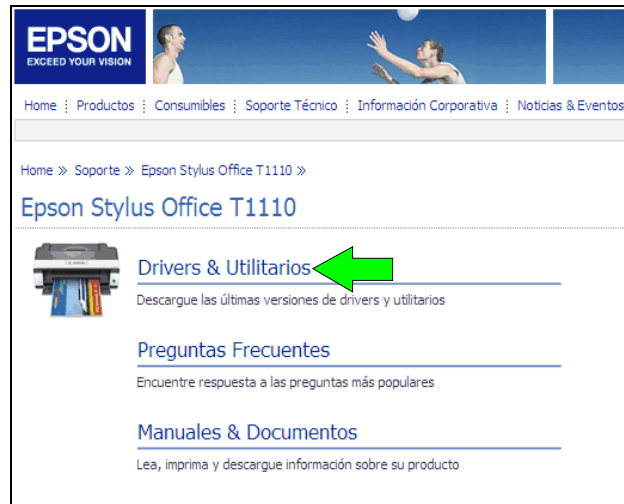 EPSON
EXCEED YOUR VISION
Home Productos Consumibles Soporte Técnico Información Corporativa Noticias & Eventos
Home » Soporte » Epson Stylus Office T1110 »
Epson Stylus Office T1110
Drivers & Utilitarios
Descargue las últimas versiones de drivers y utilitarios
Preguntas Frecuentes
Encuentre respuesta a las preguntas más populares
Manuales & Documentos
Lea, imprima y descargue información sobre su producto